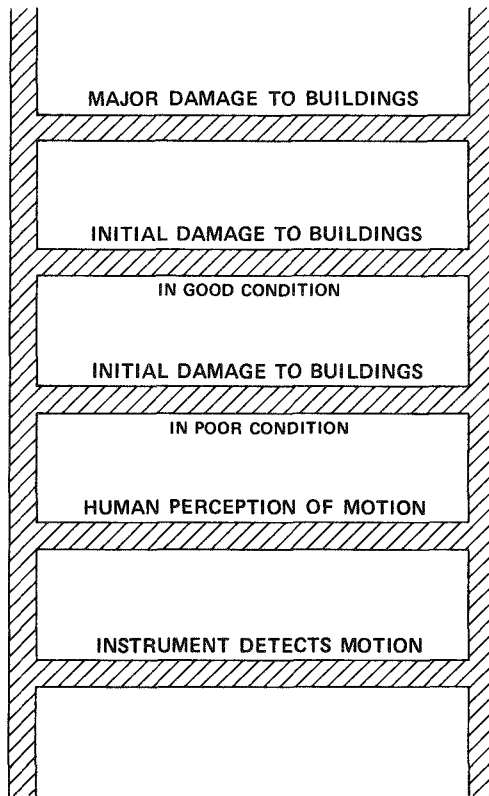 MAJOR DAMAGE TO BUILDINGS
INITIAL DAMAGE TO BUILDINGS
IN GOOD CONDITION
INITIAL DAMAGE TO BUILDINGS
IN POOR CONDITION
HUMAN PERCEPTION OF MOTION
INSTRUMENT DETECTS MOTION